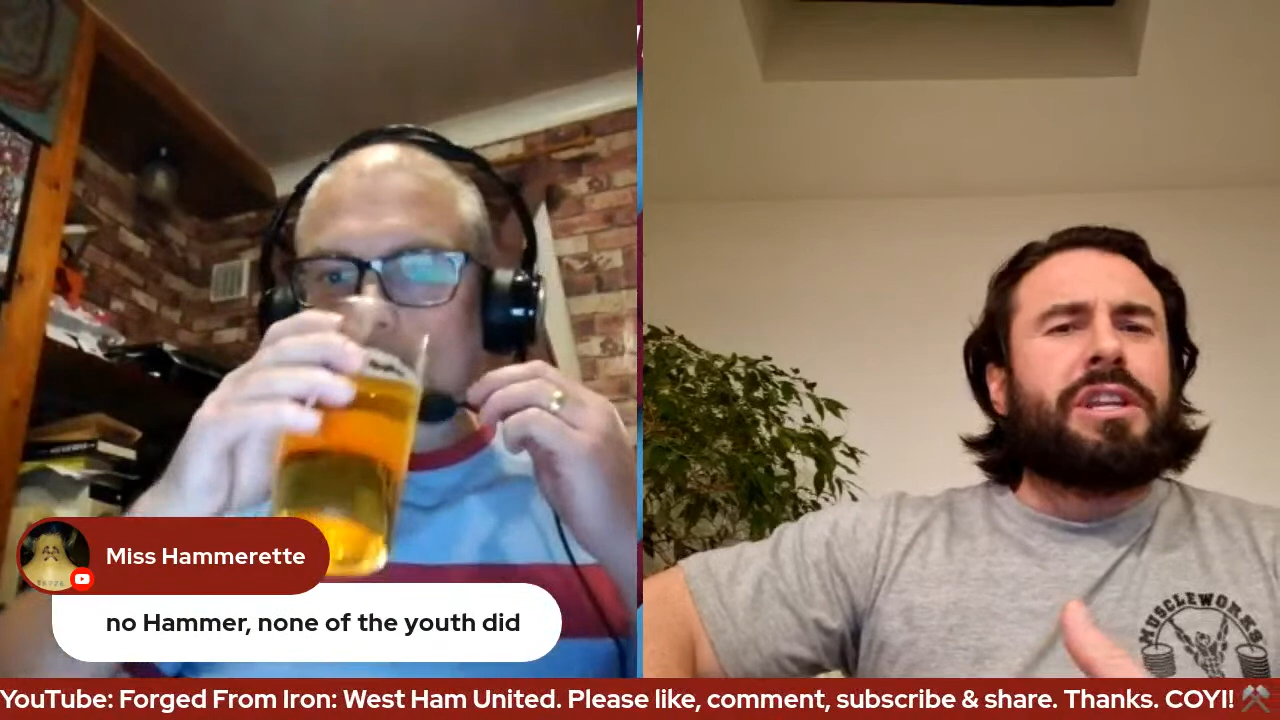 MUSCLEWORKS
Miss Hammerette
no Hammer, none of the youth did
YouTube: Forged From Iron: West Ham United. Please like, comment, subscribe & share. Thanks. COYI!